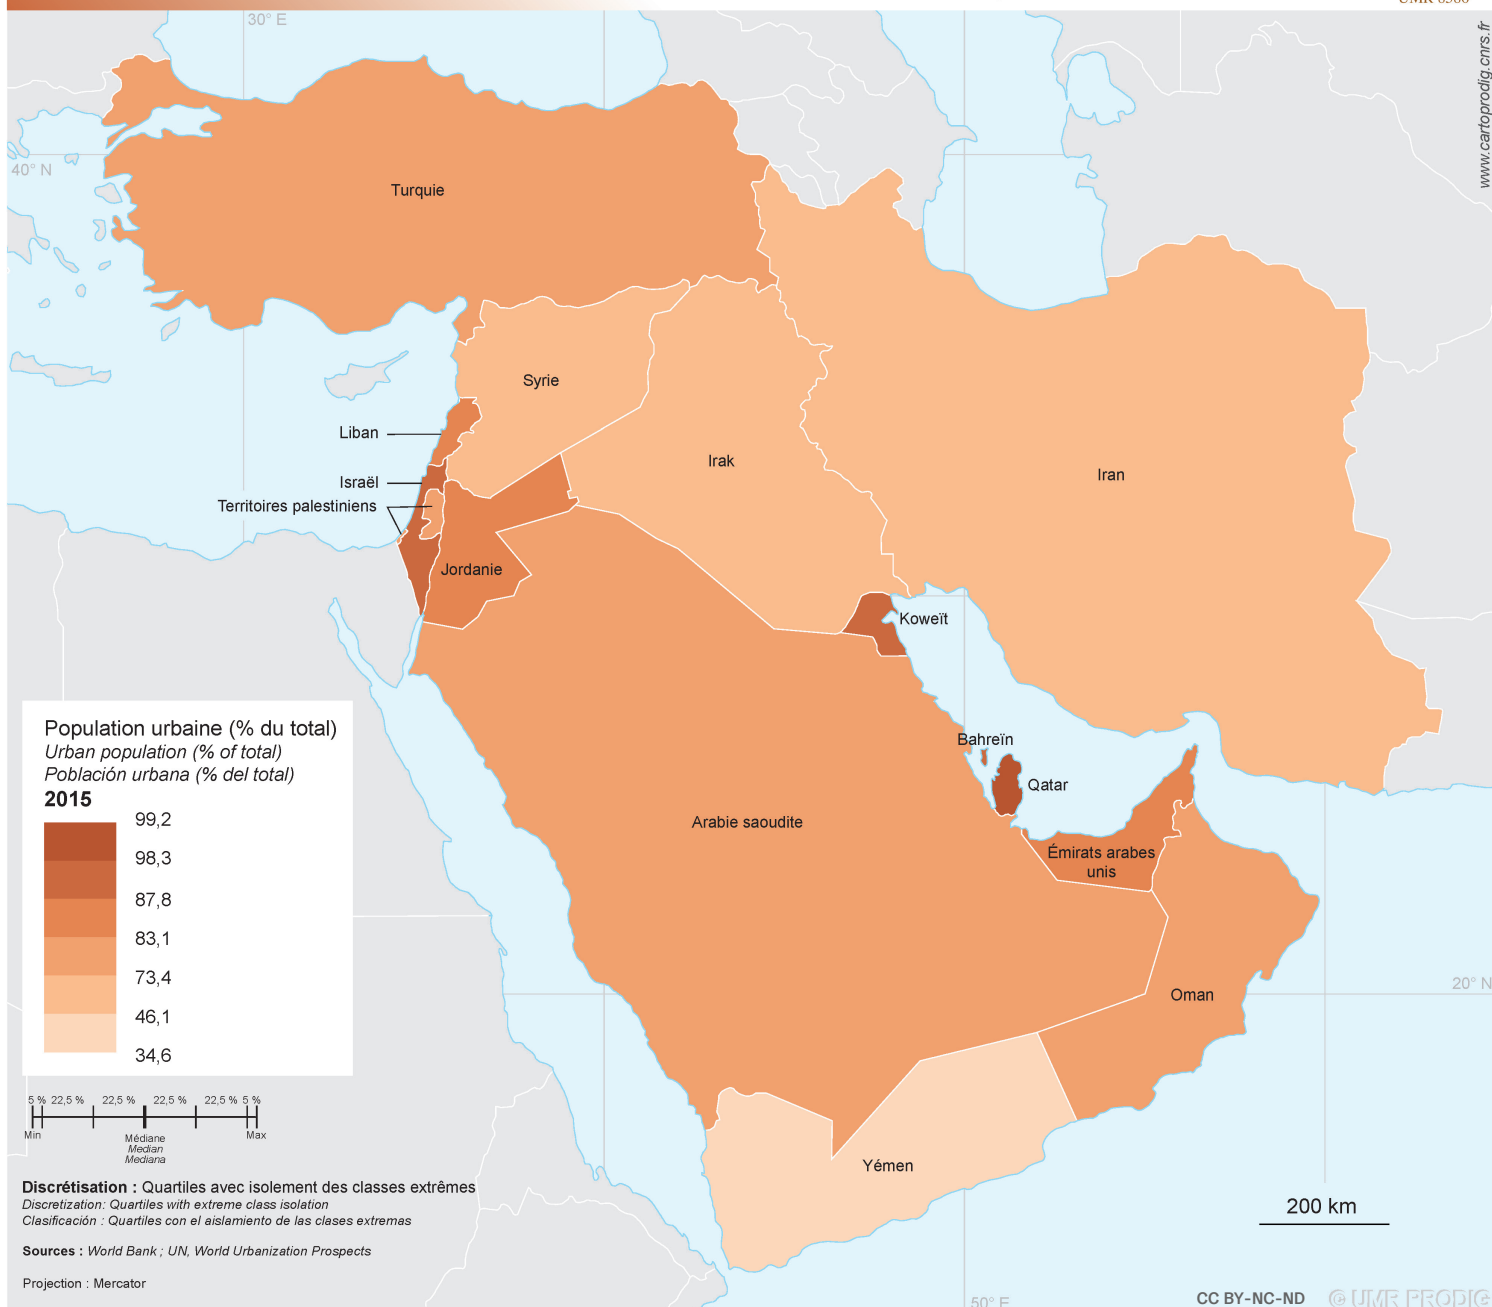 30° E
www.cartoprodig.cnrs.fr
40° N
Turquie
Syrie
Liban
Irak
Iran
Israël
Territoires palestiniens
Jordanie
Koweït
Bahreïn
Qatar
Arabie saoudite
Émirats arabes
unis
Oman
20° N
Yémen
Population urbaine (% du total)
Urban population (% of total)
Población urbana (% del total)
2015
99,2
98,3
87,8
83,1
73,4
46,1
34,6
5 % 22,5 % 22,5 % 22,5 % 22,5 % 5 %
Min Max
Médiane
Median
Mediana
Discrétisation : Quartiles avec isolement des classes extrêmes
Discretization: Quartiles with extreme class isolation
Clasificación : Quartiles con el aislamiento de las clases extremas
Sources : World Bank ; UN, World Urbanization Prospects
Projection : Mercator
200 km
50° E
CC BY-NC-ND © UMR PRODIG